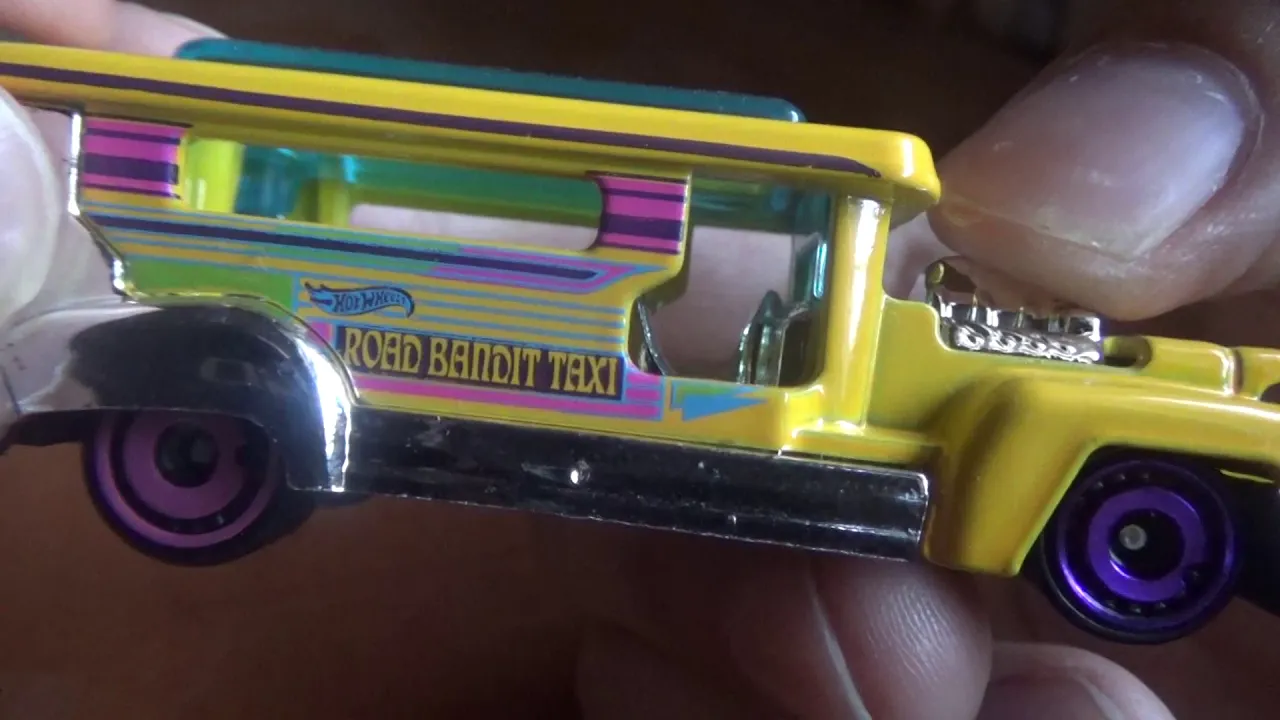 HOT WHEELS
ROAD BANDIT TAXI